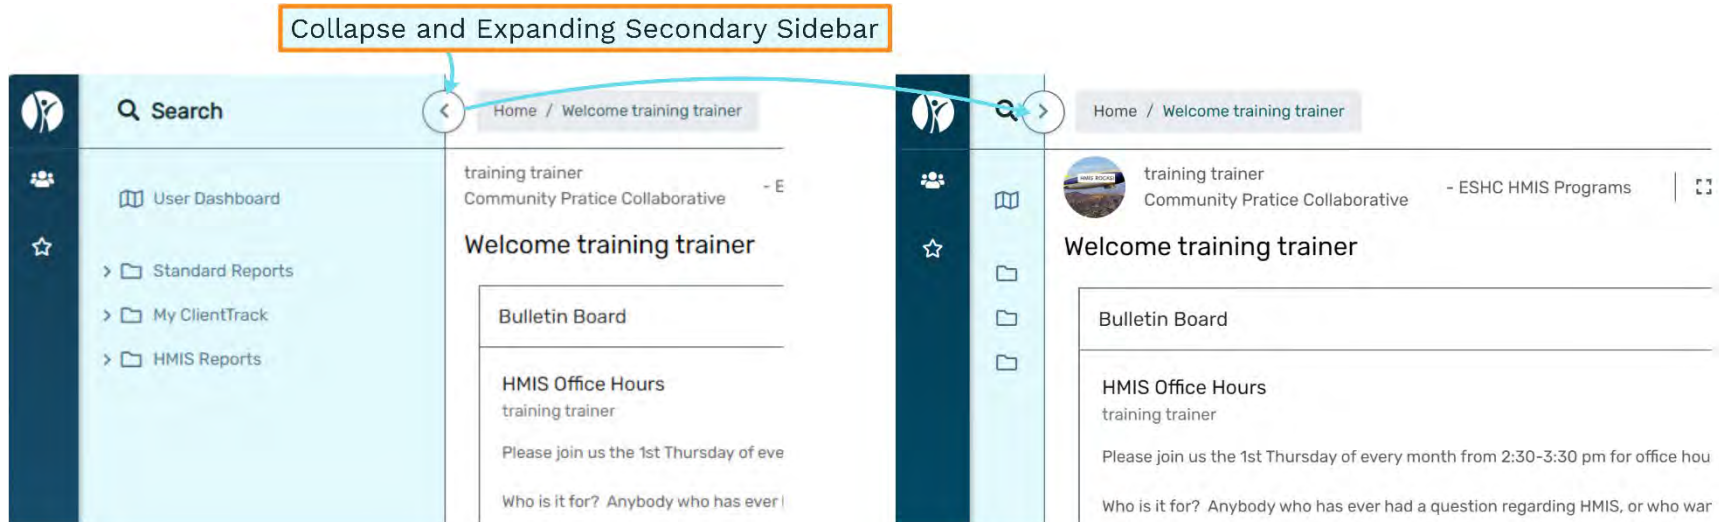 Collapse and Expanding Secondary Sidebar
Search
Home / Welcome training trainer
User Dashboard
Standard Reports
My ClientTrack
HMIS Reports
training trainer
Community Pratice Collaborative
- E
Welcome training trainer
Bulletin Board
HMIS Office Hours
training trainer
Please join us the 1st Thursday of eve
Who is it for? Anybody who has ever
Home / Welcome training trainer
HMIS ROCKS!
training trainer
Community Pratice Collaborative
- ESHC HMIS Programs
Welcome training trainer
Bulletin Board
HMIS Office Hours
training trainer
Please join us the 1st Thursday of every month from 2:30-3:30 pm for office hou
Who is it for? Anybody who has ever had a question regarding HMIS, or who war